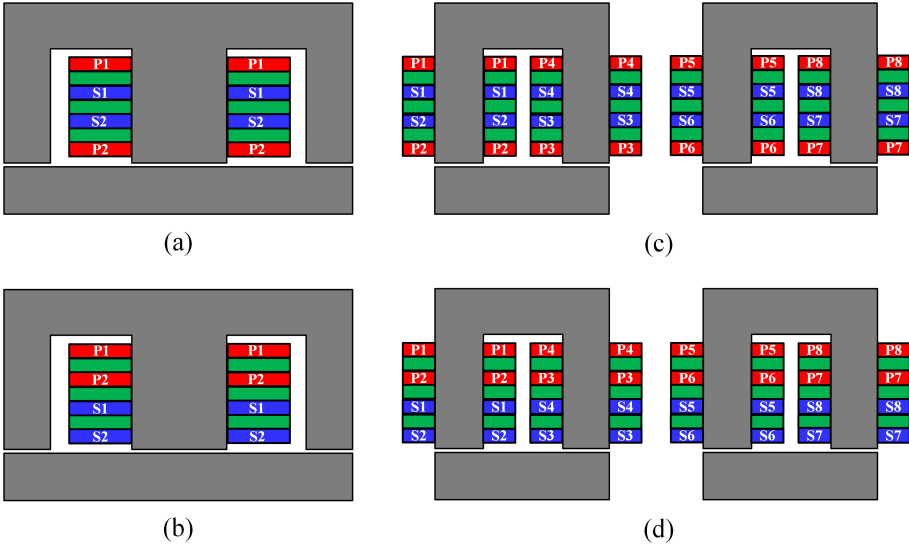 P1 P1
S1 S1
S2 S2
P2 P2
(a)
P1 P1 P4 P4 P5 P5 P8 P8
S1 S1 S4 S4 S5 S5 S8 S8
S2 S2 S3 S3 S6 S6 S7 S7
P2 P2 P3 P3 P6 P6 P7 P7
(c)
P1 P1
P2 P2
S1 S1
S2 S2
(b)
P1 P1 P4 P4 P5 P5 P8 P8
P2 P2 P3 P3 P6 P6 P7 P7
S1 S1 S4 S4 S5 S8 S8
S2 S2 S3 S3 S6 S6 S7 S7
(d)